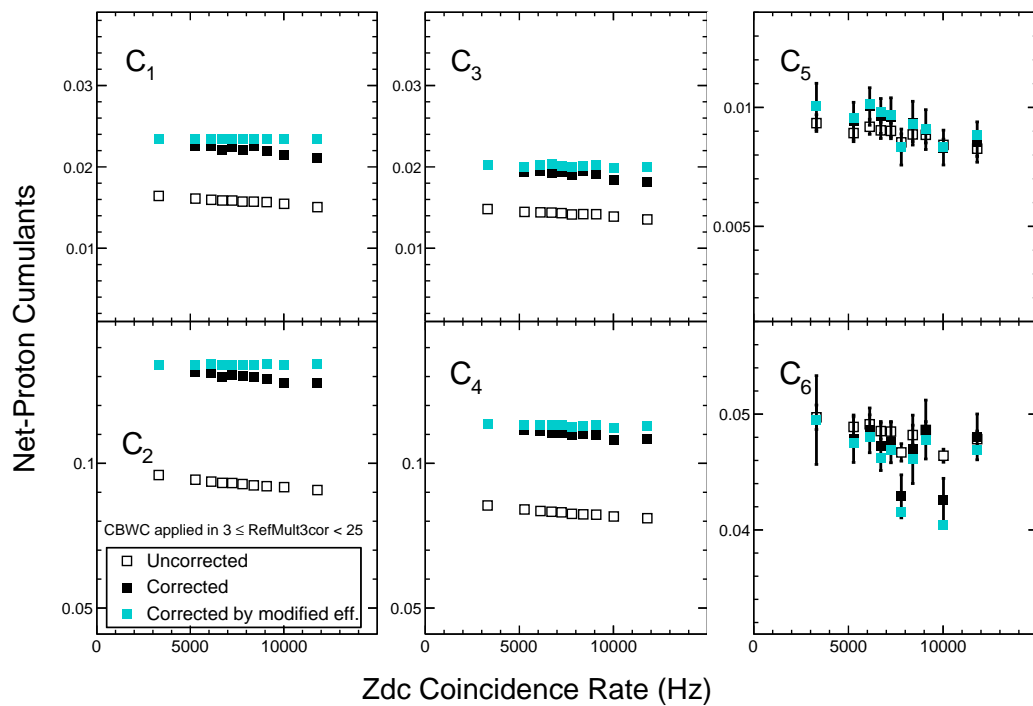 Net-Proton Cumulants
C1
0.03
0.02
0.01
C3
0.03
0.02
0.01
C5
0.01
0.005
C2
0.1
0.05
CBWC applied in 3 ≤ RefMult3cor < 25
Uncorrected
Corrected
Corrected by modified eff.
C4
0.1
0.05
C6
0.05
0.04
0 5000 10000
0 5000 10000
0 5000 10000
Zdc Coincidence Rate (Hz)